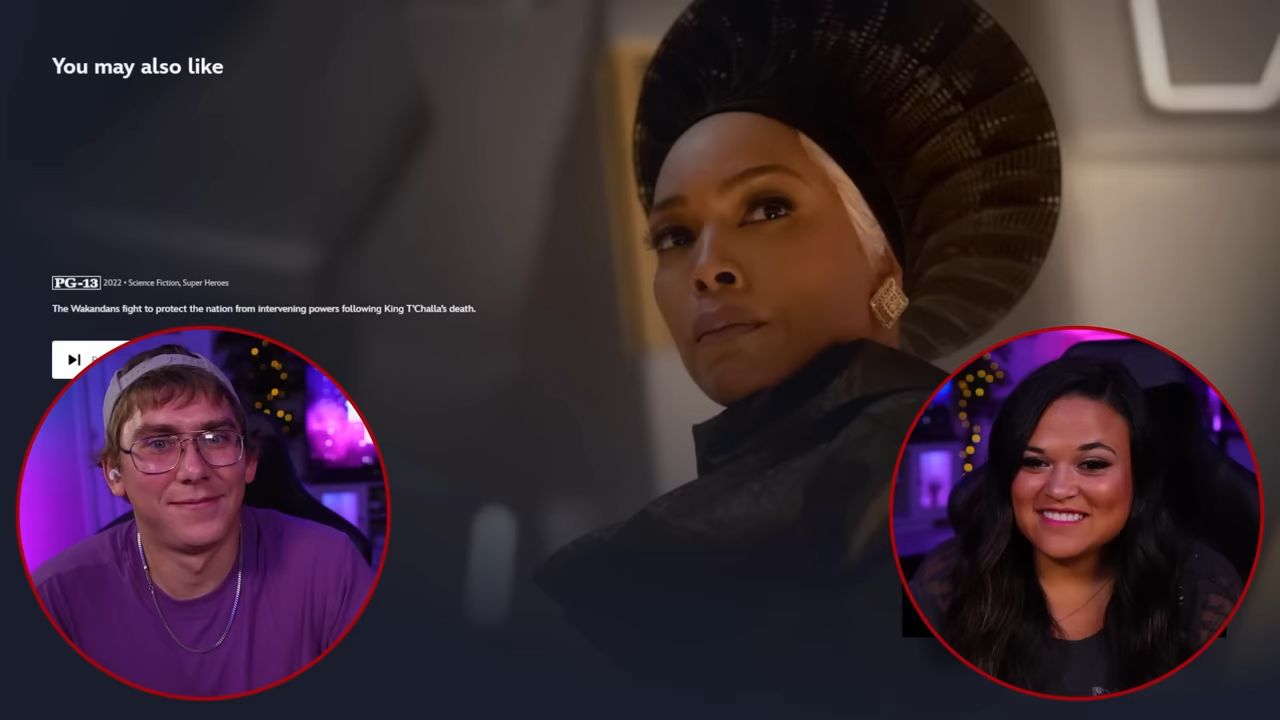 You may also like
PG-13 2022 • Science Fiction, Super Heroes
The Wakandans fight to protect the nation from intervening powers following King T'Challa's death.